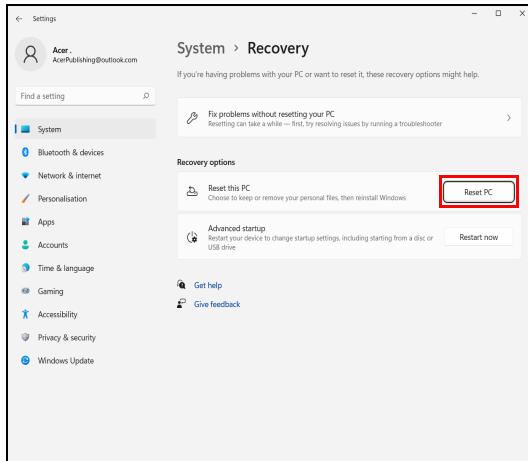 Settings
Acer .
AcerPublishing@outlook.com
Find a setting
System
Bluetooth & devices
Network & internet
Personalisation
Apps
Accounts
Time & language
Gaming
Accessibility
Privacy & security
Windows Update
System > Recovery
If you're having problems with your PC or want to reset it, these recovery options might help.
Fix problems without resetting your PC
Resetting can take a while — first, try resolving issues by running a troubleshooter
Recovery options
Reset this PC
Choose to keep or remove your personal files, then reinstall Windows
Reset PC
Advanced startup
Restart your device to change startup settings, including starting from a disc or
USB drive
Restart now
Get help
Give feedback